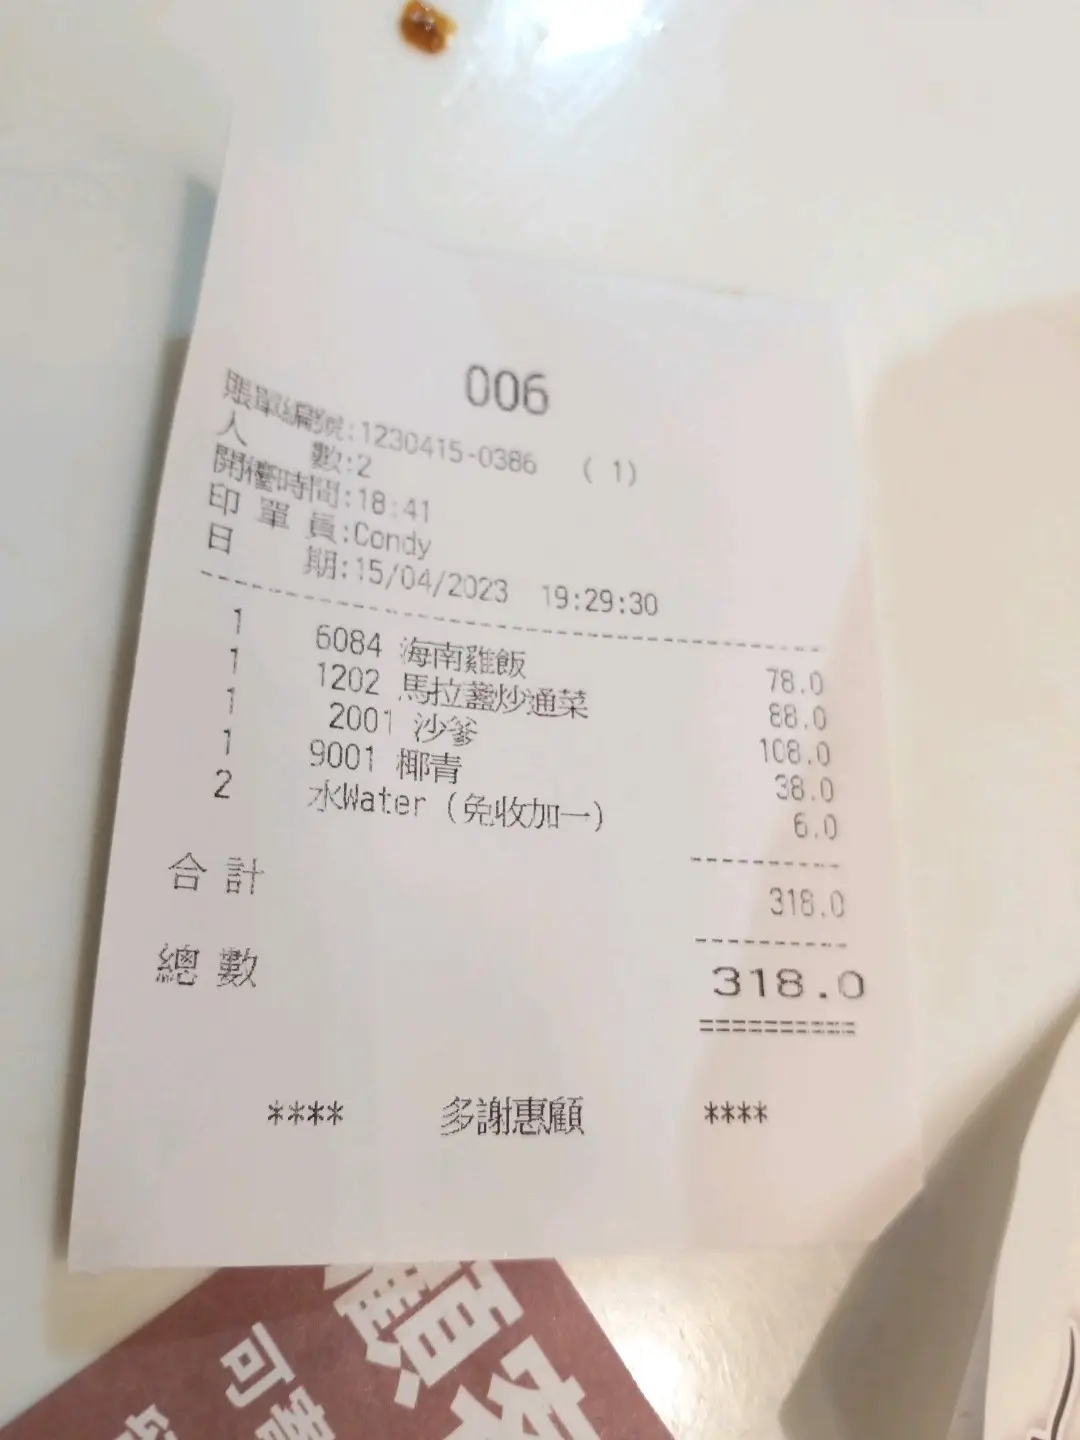 006
賬單編號:1230415-0386 (1)
人 數:2
開檯時間:18:41
印單員:Condy
日 期:15/04/2023 19:29:30
1 6084 海南雞飯 78.0
1 1202 馬拉盞炒通菜 88.0
1 2001 沙爹 108.0
1 9001 椰青 38.0
2 水Water (免收加一) 6.0
合計 318.0
總數 318.0
==========
**** 多謝惠顧 ****
顧客
可